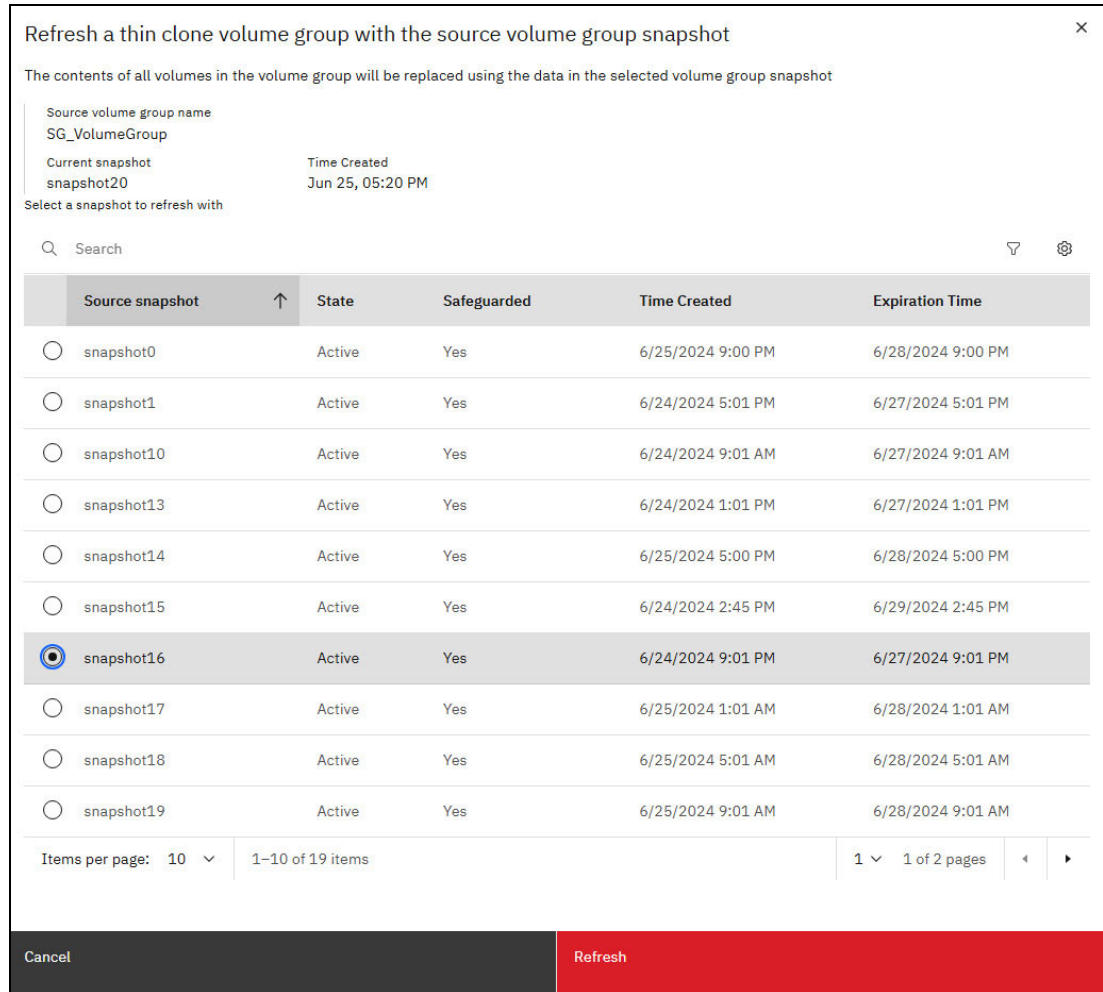 Refresh a thin clone volume group with the source volume group snapshot
The contents of all volumes in the volume group will be replaced using the data in the selected volume group snapshot
Source volume group name
SG_VolumeGroup
Current snapshot Time Created
snapshot20 Jun 25, 05:20 PM
Select a snapshot to refresh with
Search
Source snapshot State Safeguarded Time Created Expiration Time
snapshot0 Active Yes 6/25/2024 9:00 PM 6/28/2024 9:00 PM
snapshot1 Active Yes 6/24/2024 5:01 PM 6/27/2024 5:01 PM
snapshot10 Active Yes 6/24/2024 9:01 AM 6/27/2024 9:01 AM
snapshot13 Active Yes 6/24/2024 1:01 PM 6/27/2024 1:01 PM
snapshot14 Active Yes 6/25/2024 5:00 PM 6/28/2024 5:00 PM
snapshot15 Active Yes 6/24/2024 2:45 PM 6/29/2024 2:45 PM
snapshot16 Active Yes 6/24/2024 9:01 PM 6/27/2024 9:01 PM
snapshot17 Active Yes 6/25/2024 1:01 AM 6/28/2024 1:01 AM
snapshot18 Active Yes 6/25/2024 5:01 AM 6/28/2024 5:01 AM
snapshot19 Active Yes 6/25/2024 9:01 AM 6/28/2024 9:01 AM
Items per page: 10 1–10 of 19 items 1 1 of 2 pages
Cancel Refresh